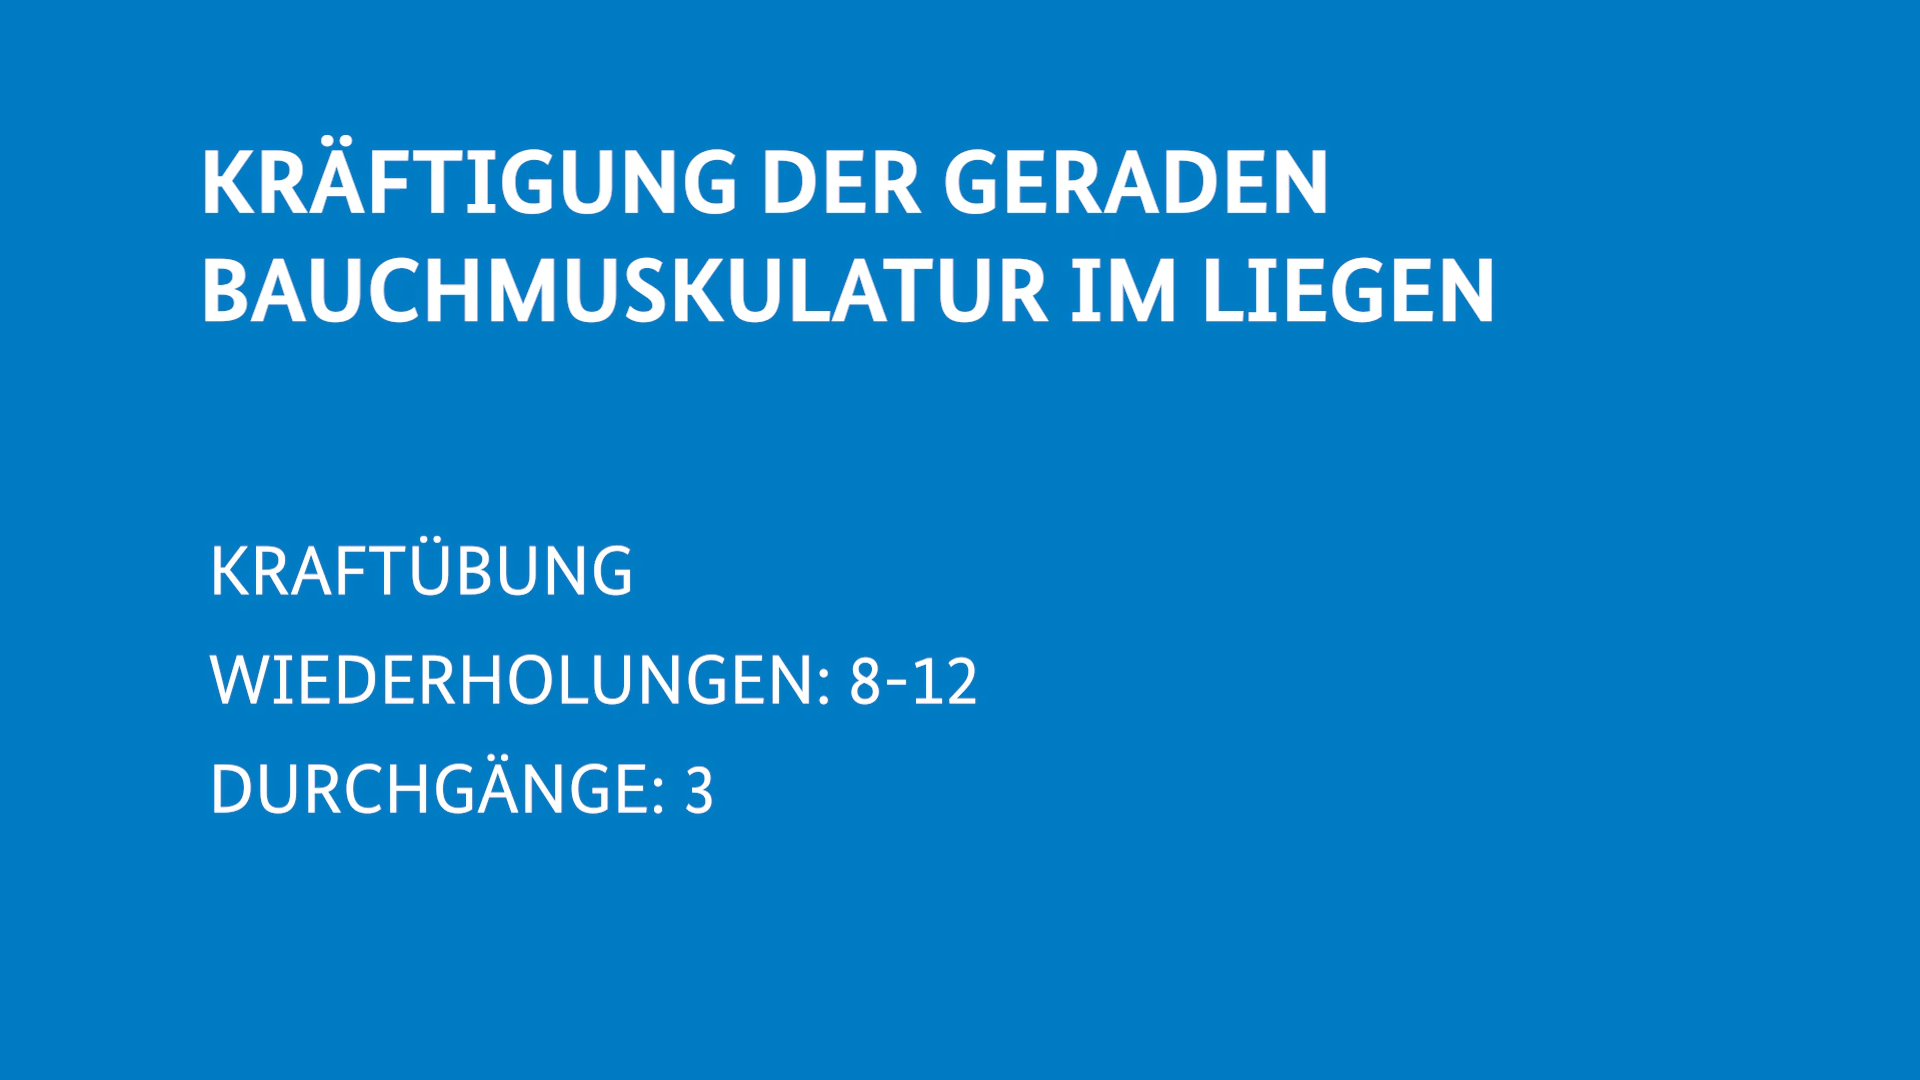 KRÄFTIGUNG DER GERADEN
BAUCHMUSKULATUR IM LIEGEN
KRAFTÜBUNG
WIEDERHOLUNGEN: 8-12
DURCHGÄNGE: 3